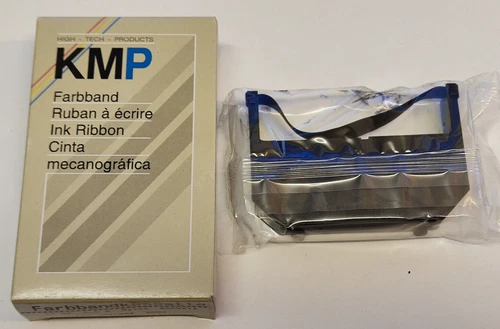 HIGH - TECH - PRODUCTS
KMP
Farbband
Ruban à écrire
Ink Ribbon
Cinta
mecanográfica